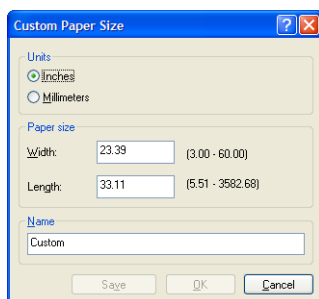 Custom Paper Size
Units
Inches
Millimeters
Paper size
Width: 23.39 (3.00 - 60.00)
Length: 33.11 (5.51 - 3582.68)
Name
Custom
Save OK Cancel